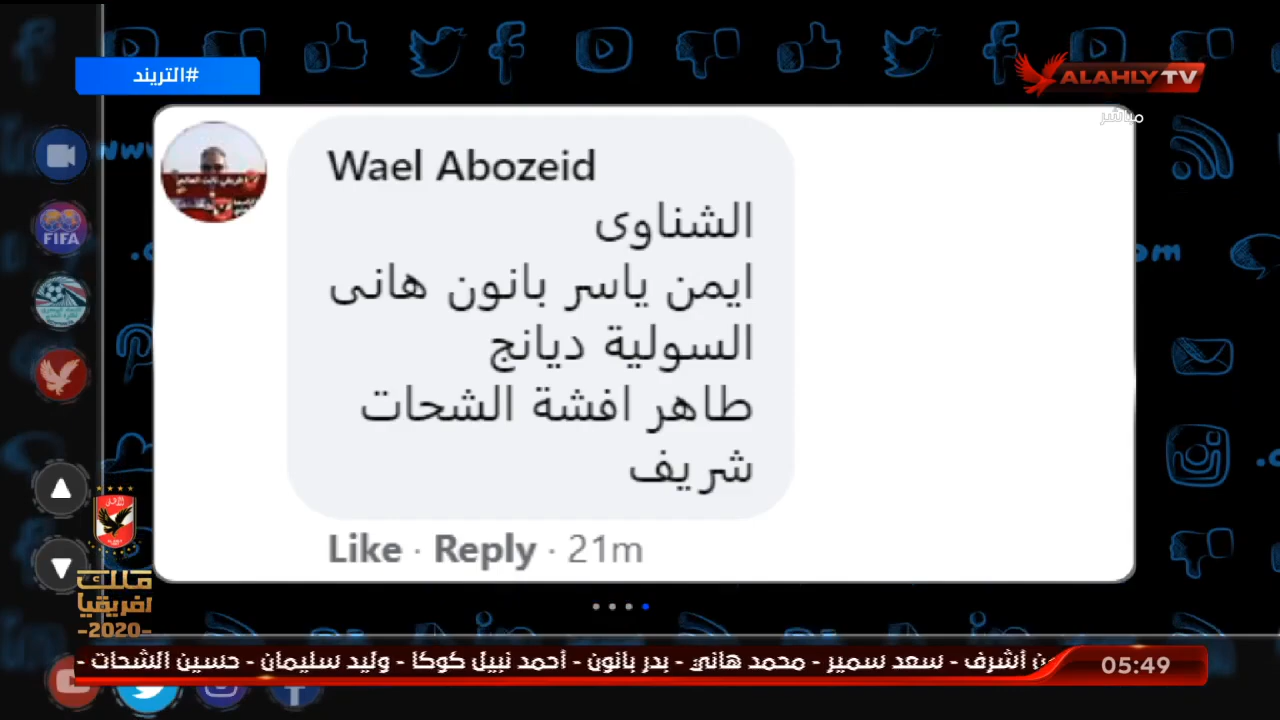 #التريند
ALAHLY TV
مباشر
FIFA
Wael Abozeid
الشناوى
ايمن ياسر بانون هانى
السولية ديانج
طاهر افشة الشحات
شريف
Like · Reply · 21m
ملك
افريقيا
-2020-
أشرف - سعد سمير - محمد هاني - بدر بانون - أحمد نبيل كوكا - وليد سليمان - حسين الشحات -
05:49